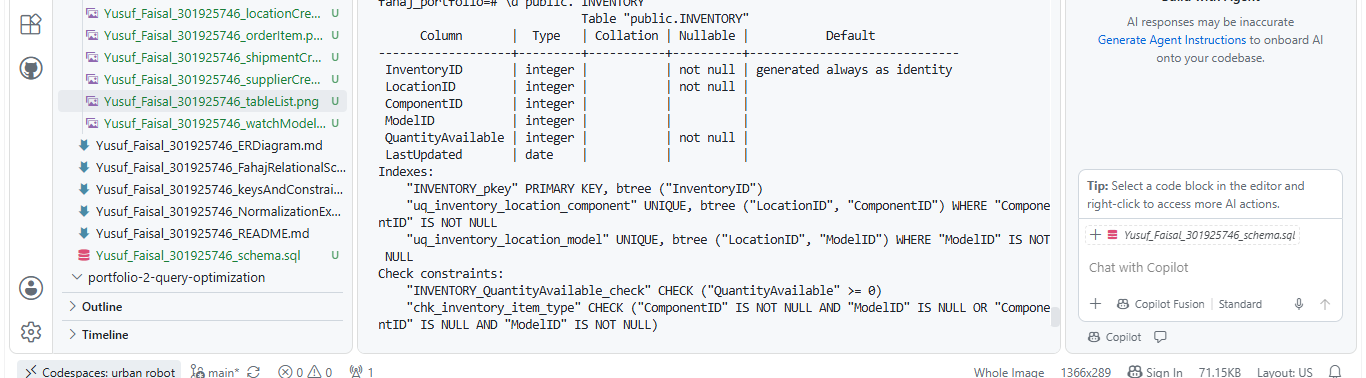 Yusuf_Faisal_301925746_locationCre... U
Yusuf_Faisal_301925746_orderItem.p... U
Yusuf_Faisal_301925746_shipmentCr... U
Yusuf_Faisal_301925746_supplierCre... U
Yusuf_Faisal_301925746_tableList.png U
Yusuf_Faisal_301925746_watchModel... U
Yusuf_Faisal_301925746_ERDiagram.md
Yusuf_Faisal_301925746_FahajRelationalSc...
Yusuf_Faisal_301925746_keysAndConstrai...
Yusuf_Faisal_301925746_NormalizationEx...
Yusuf_Faisal_301925746_README.md
Yusuf_Faisal_301925746_schema.sql U
portfolio-2-query-optimization
Outline
Timeline
fahaj_portfolio=# \d public."INVENTORY"
Table "public.INVENTORY"
Column | Type | Collation | Nullable | Default
-------------------+---------+-----------+----------+------------------------------
InventoryID | integer | | not null | generated always as identity
LocationID | integer | | not null |
ComponentID | integer | | |
ModelID | integer | | |
QuantityAvailable | integer | | not null |
LastUpdated | date | | |
Indexes:
"INVENTORY_pkey" PRIMARY KEY, btree ("InventoryID")
"uq_inventory_location_component" UNIQUE, btree ("LocationID", "ComponentID") WHERE "Compone
ntID" IS NOT NULL
"uq_inventory_location_model" UNIQUE, btree ("LocationID", "ModelID") WHERE "ModelID" IS NOT
NULL
Check constraints:
"INVENTORY_QuantityAvailable_check" CHECK ("QuantityAvailable" >= 0)
"chk_inventory_item_type" CHECK ("ComponentID" IS NOT NULL AND "ModelID" IS NULL OR "Compone
ntID" IS NULL AND "ModelID" IS NOT NULL)
Build with Agent
AI responses may be inaccurate
Generate Agent Instructions to onboard AI
onto your codebase.
Tip: Select a code block in the editor and
right-click to access more AI actions.
+ Yusuf_Faisal_301925746_schema.sql
Chat with Copilot
+ Copilot Fusion | Standard
Copilot
Codespaces: urban robot main* 0 0 1 Whole Image 1366x289 Sign In 71.15KB Layout: US